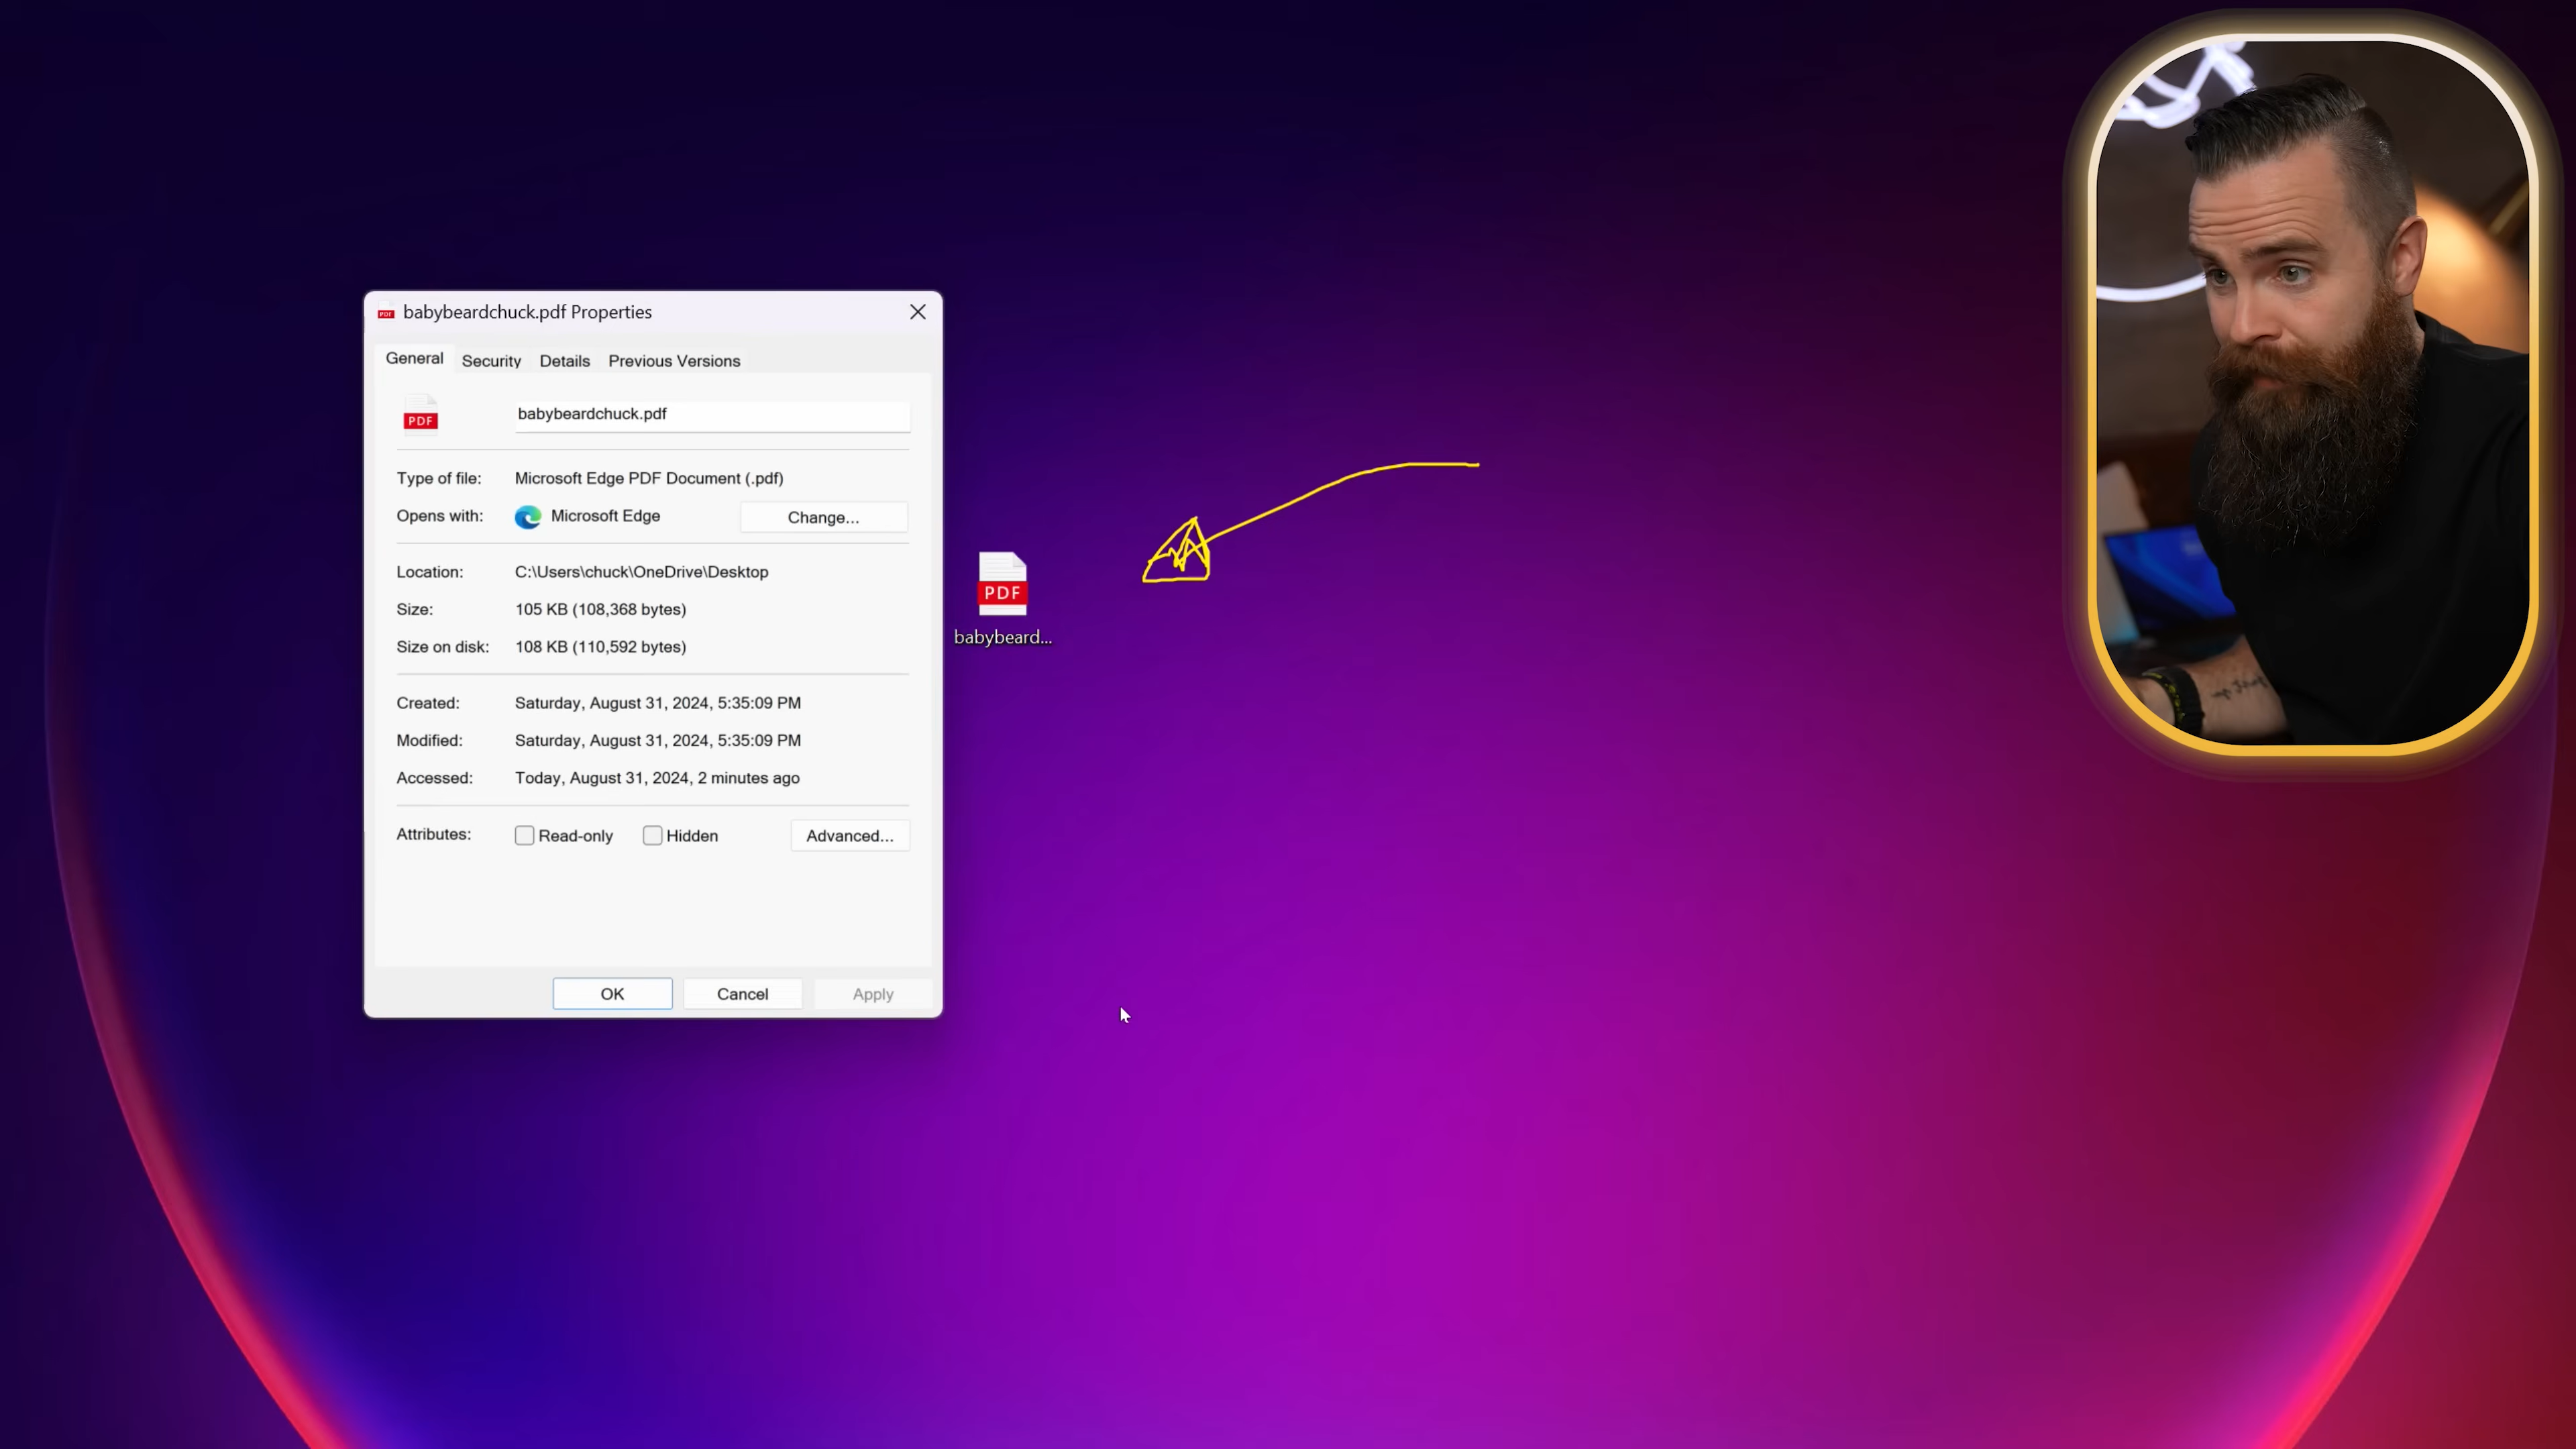 babybeardchuck.pdf Properties
General Security Details Previous Versions
PDF
babybeardchuck.pdf
Type of file: Microsoft Edge PDF Document (.pdf)
Opens with: Microsoft Edge Change...
Location: C:\Users\chuck\OneDrive\Desktop
Size: 105 KB (108,368 bytes)
Size on disk: 108 KB (110,592 bytes)
Created: Saturday, August 31, 2024, 5:35:09 PM
Modified: Saturday, August 31, 2024, 5:35:09 PM
Accessed: Today, August 31, 2024, 2 minutes ago
Attributes: Read-only Hidden Advanced...
OK Cancel Apply
PDF
babybeard...